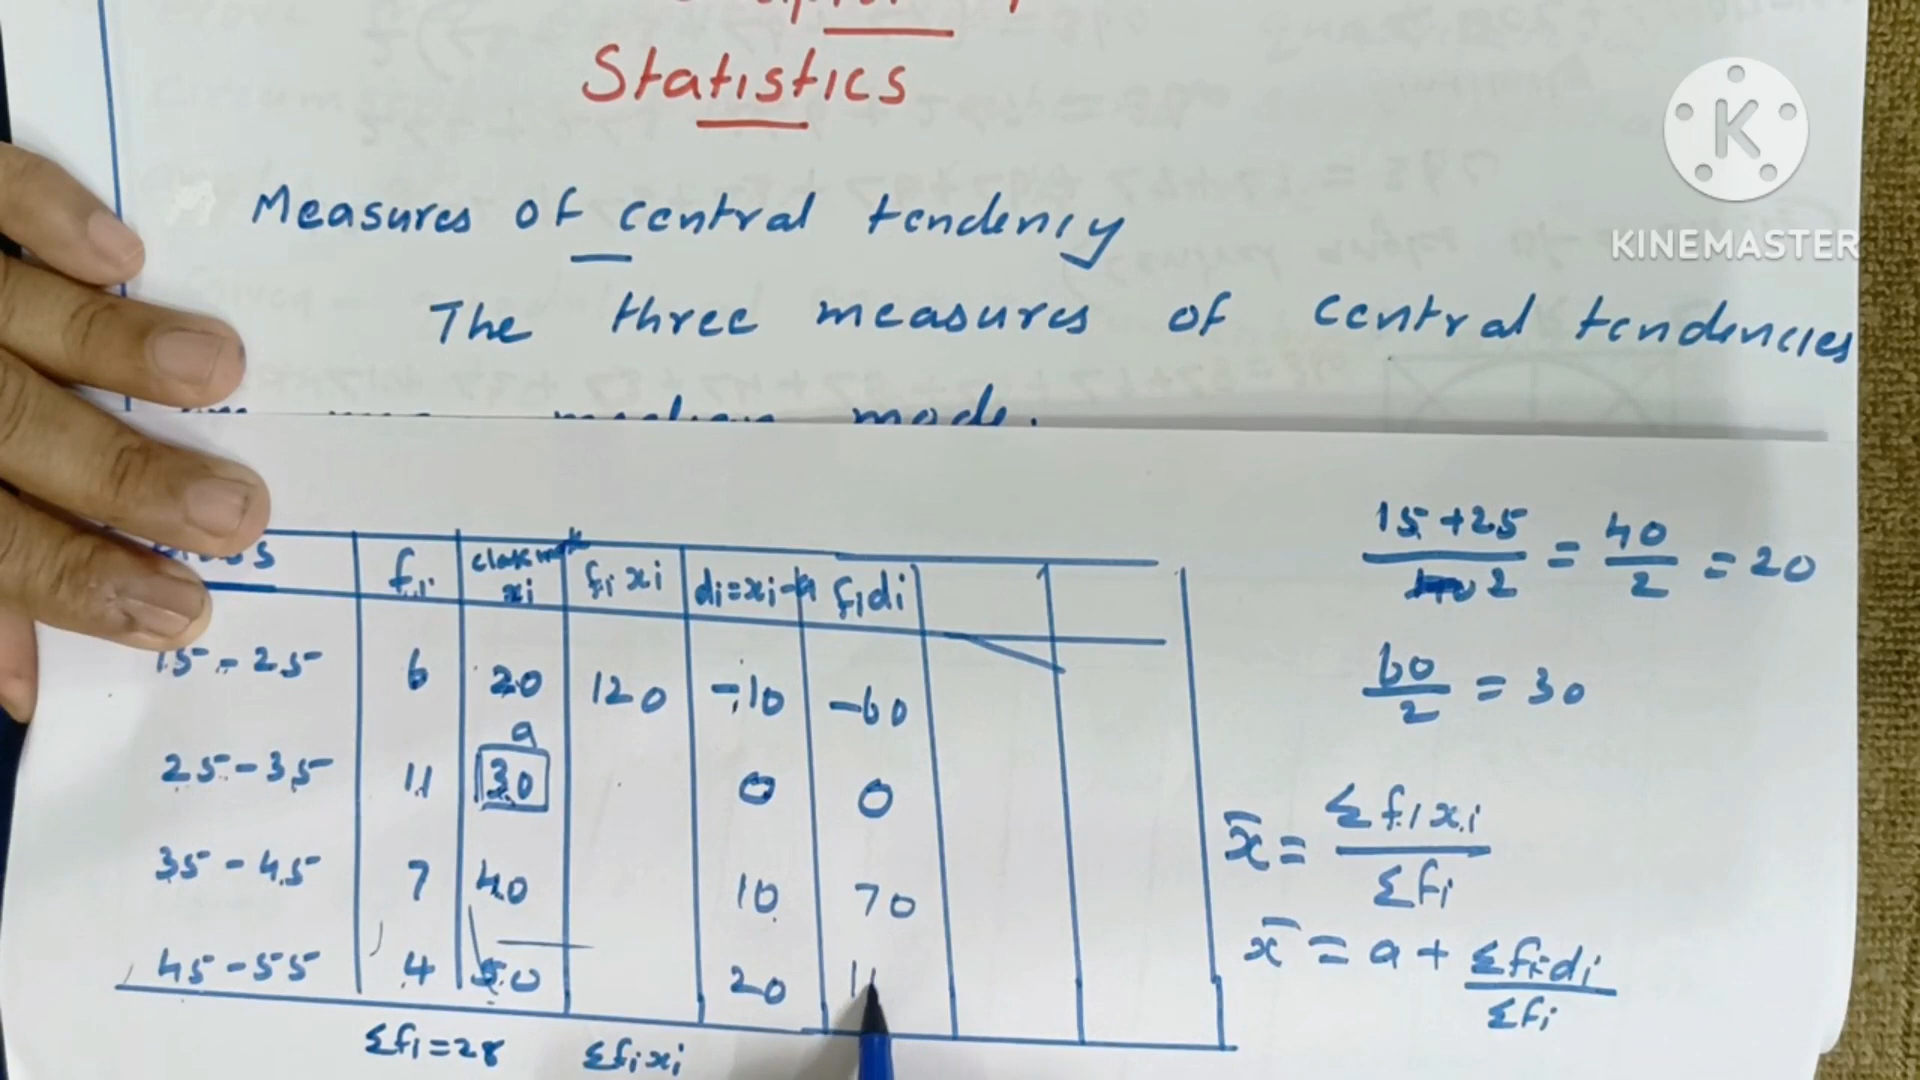 Statistics
K
KINEMASTER
Measures of central tendency
The three measures of central tendencies
median mode.
fi class mark xi fi xi di=xi-a fidi
15-25 6 20 120 -10 -60
a
25-35 11 30 0 0
35-45 7 40 10 70
45-55 4 50 20
Σfi=28 Σfixi
15+25/2 = 40/2 = 20
60/2 = 30
x̄ = Σfixi/Σfi
x̄ = a + Σfidi/Σfi